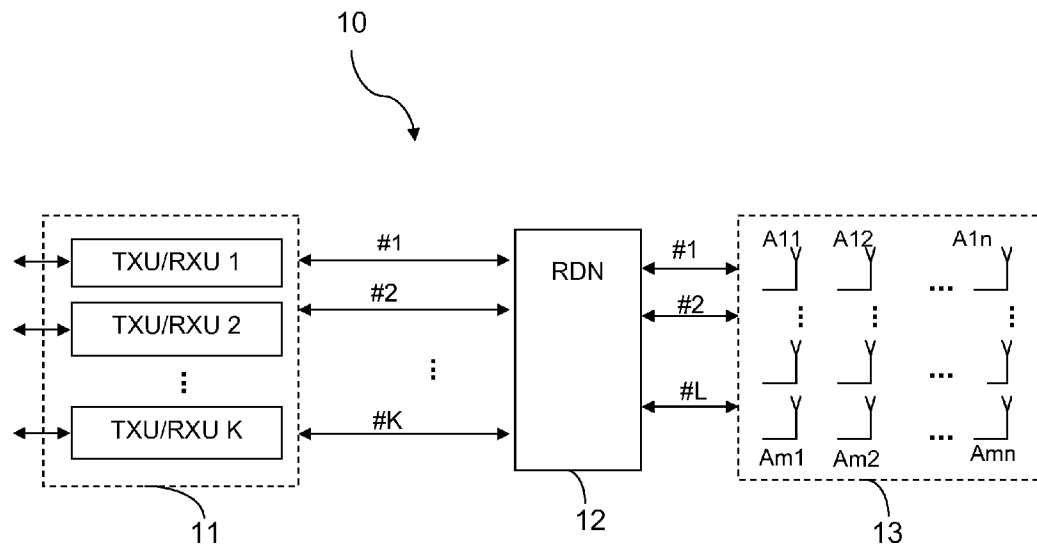 10
TXU/RXU 1
TXU/RXU 2
⋮
TXU/RXU K
11
#1
#2
⋮
#K
RDN
12
#1
#2
#L
A11 A12 A1n
...
⋮ ⋮ ⋮
...
...
Am1 Am2 Amn
13